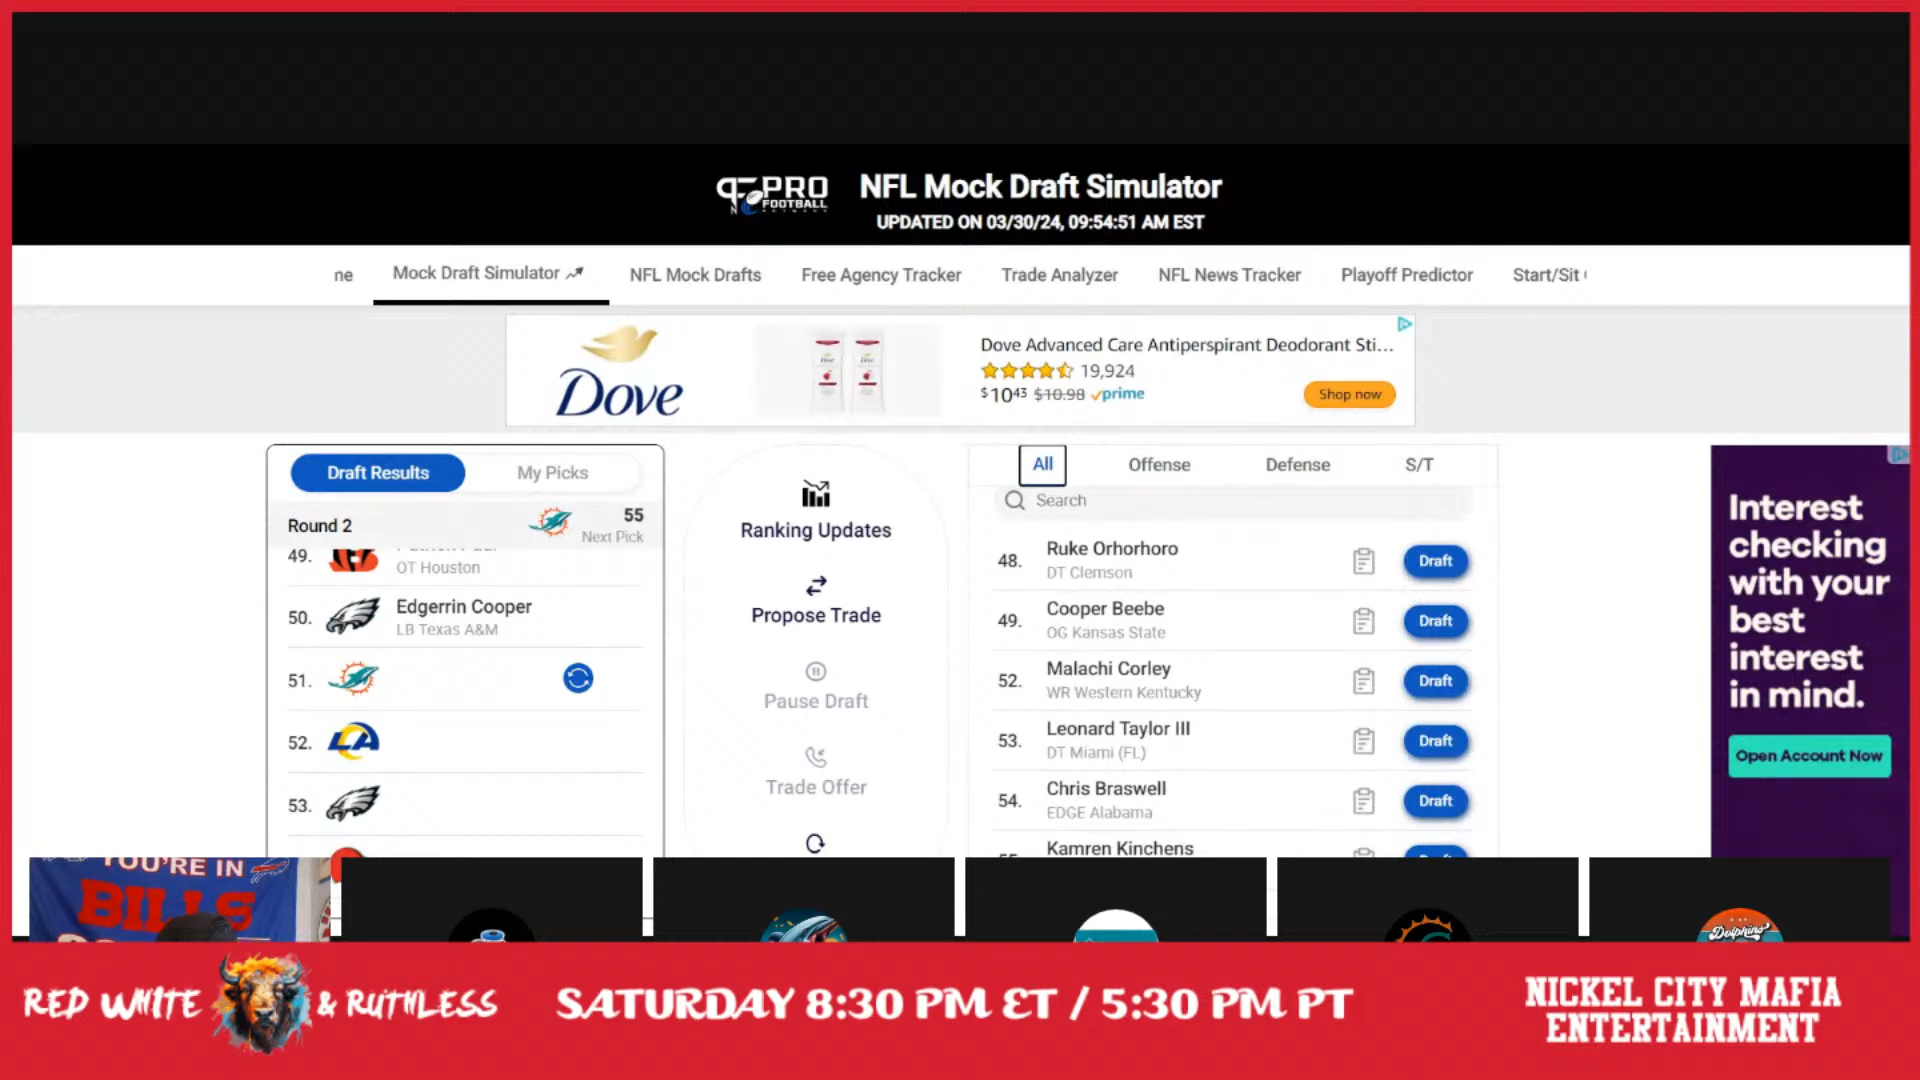 PRO
FOOTBALL
NETWORK
NFL Mock Draft Simulator
UPDATED ON 03/30/24, 09:54:51 AM EST
ne
Mock Draft Simulator
NFL Mock Drafts
Free Agency Tracker
Trade Analyzer
NFL News Tracker
Playoff Predictor
Start/Sit
Dove
Dove Advanced Care Antiperspirant Deodorant Sti...
19,924
$10⁴³ $10.98 prime
Shop now
Draft Results
My Picks
Round 2
55
Next Pick
49.
OT Houston
50.
Edgerrin Cooper
LB Texas A&M
51.
52.
53.
Ranking Updates
Propose Trade
Pause Draft
Trade Offer
All
Offense
Defense
S/T
Search
48.
Ruke Orhorhoro
DT Clemson
Draft
49.
Cooper Beebe
OG Kansas State
Draft
52.
Malachi Corley
WR Western Kentucky
Draft
53.
Leonard Taylor III
DT Miami (FL)
Draft
54.
Chris Braswell
EDGE Alabama
Draft
Kamren Kinchens
Interest
checking
with your
best
interest
in mind.
Open Account Now
YOU'RE IN
BILLS
Dolphins
RED WHITE & RUTHLESS
SATURDAY 8:30 PM ET / 5:30 PM PT
NICKEL CITY MAFIA
ENTERTAINMENT